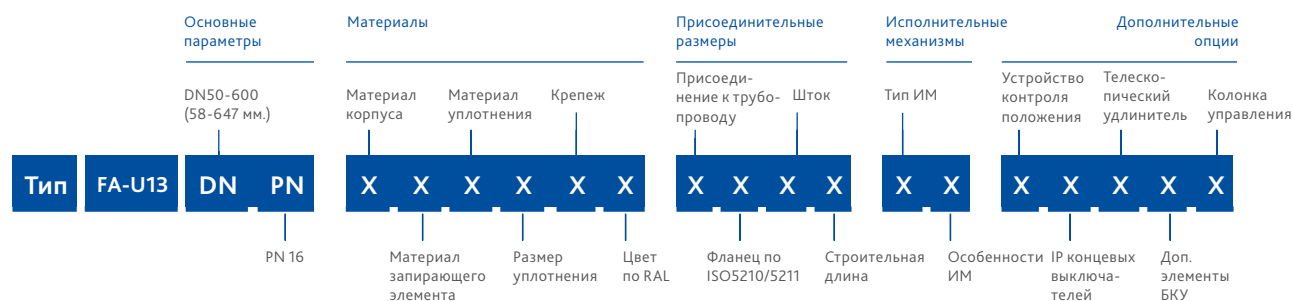 Основные
параметры
Материалы
Присоединительные
размеры
Исполнительные
механизмы
Дополнительные
опции
DN50-600
(58-647 мм.)
Материал
корпуса
Материал
уплотнения
Крепеж
Присоеди-
нение к трубо-
проводу
Шток
Тип ИМ
Устройство
контроля
положения
Телеско-
пический
удлинитель
Колонка
управления
Тип FA-U13 DN PN X X X X X X X X X X X X X X X X X
PN 16
Материал
запирающего
элемента
Размер
уплотнения
Цвет
по RAL
Фланец по
ISO5210/5211
Строительная
длина
Особенности
ИМ
IP концевых
выключа-
телей
Доп.
элементы
БКУ